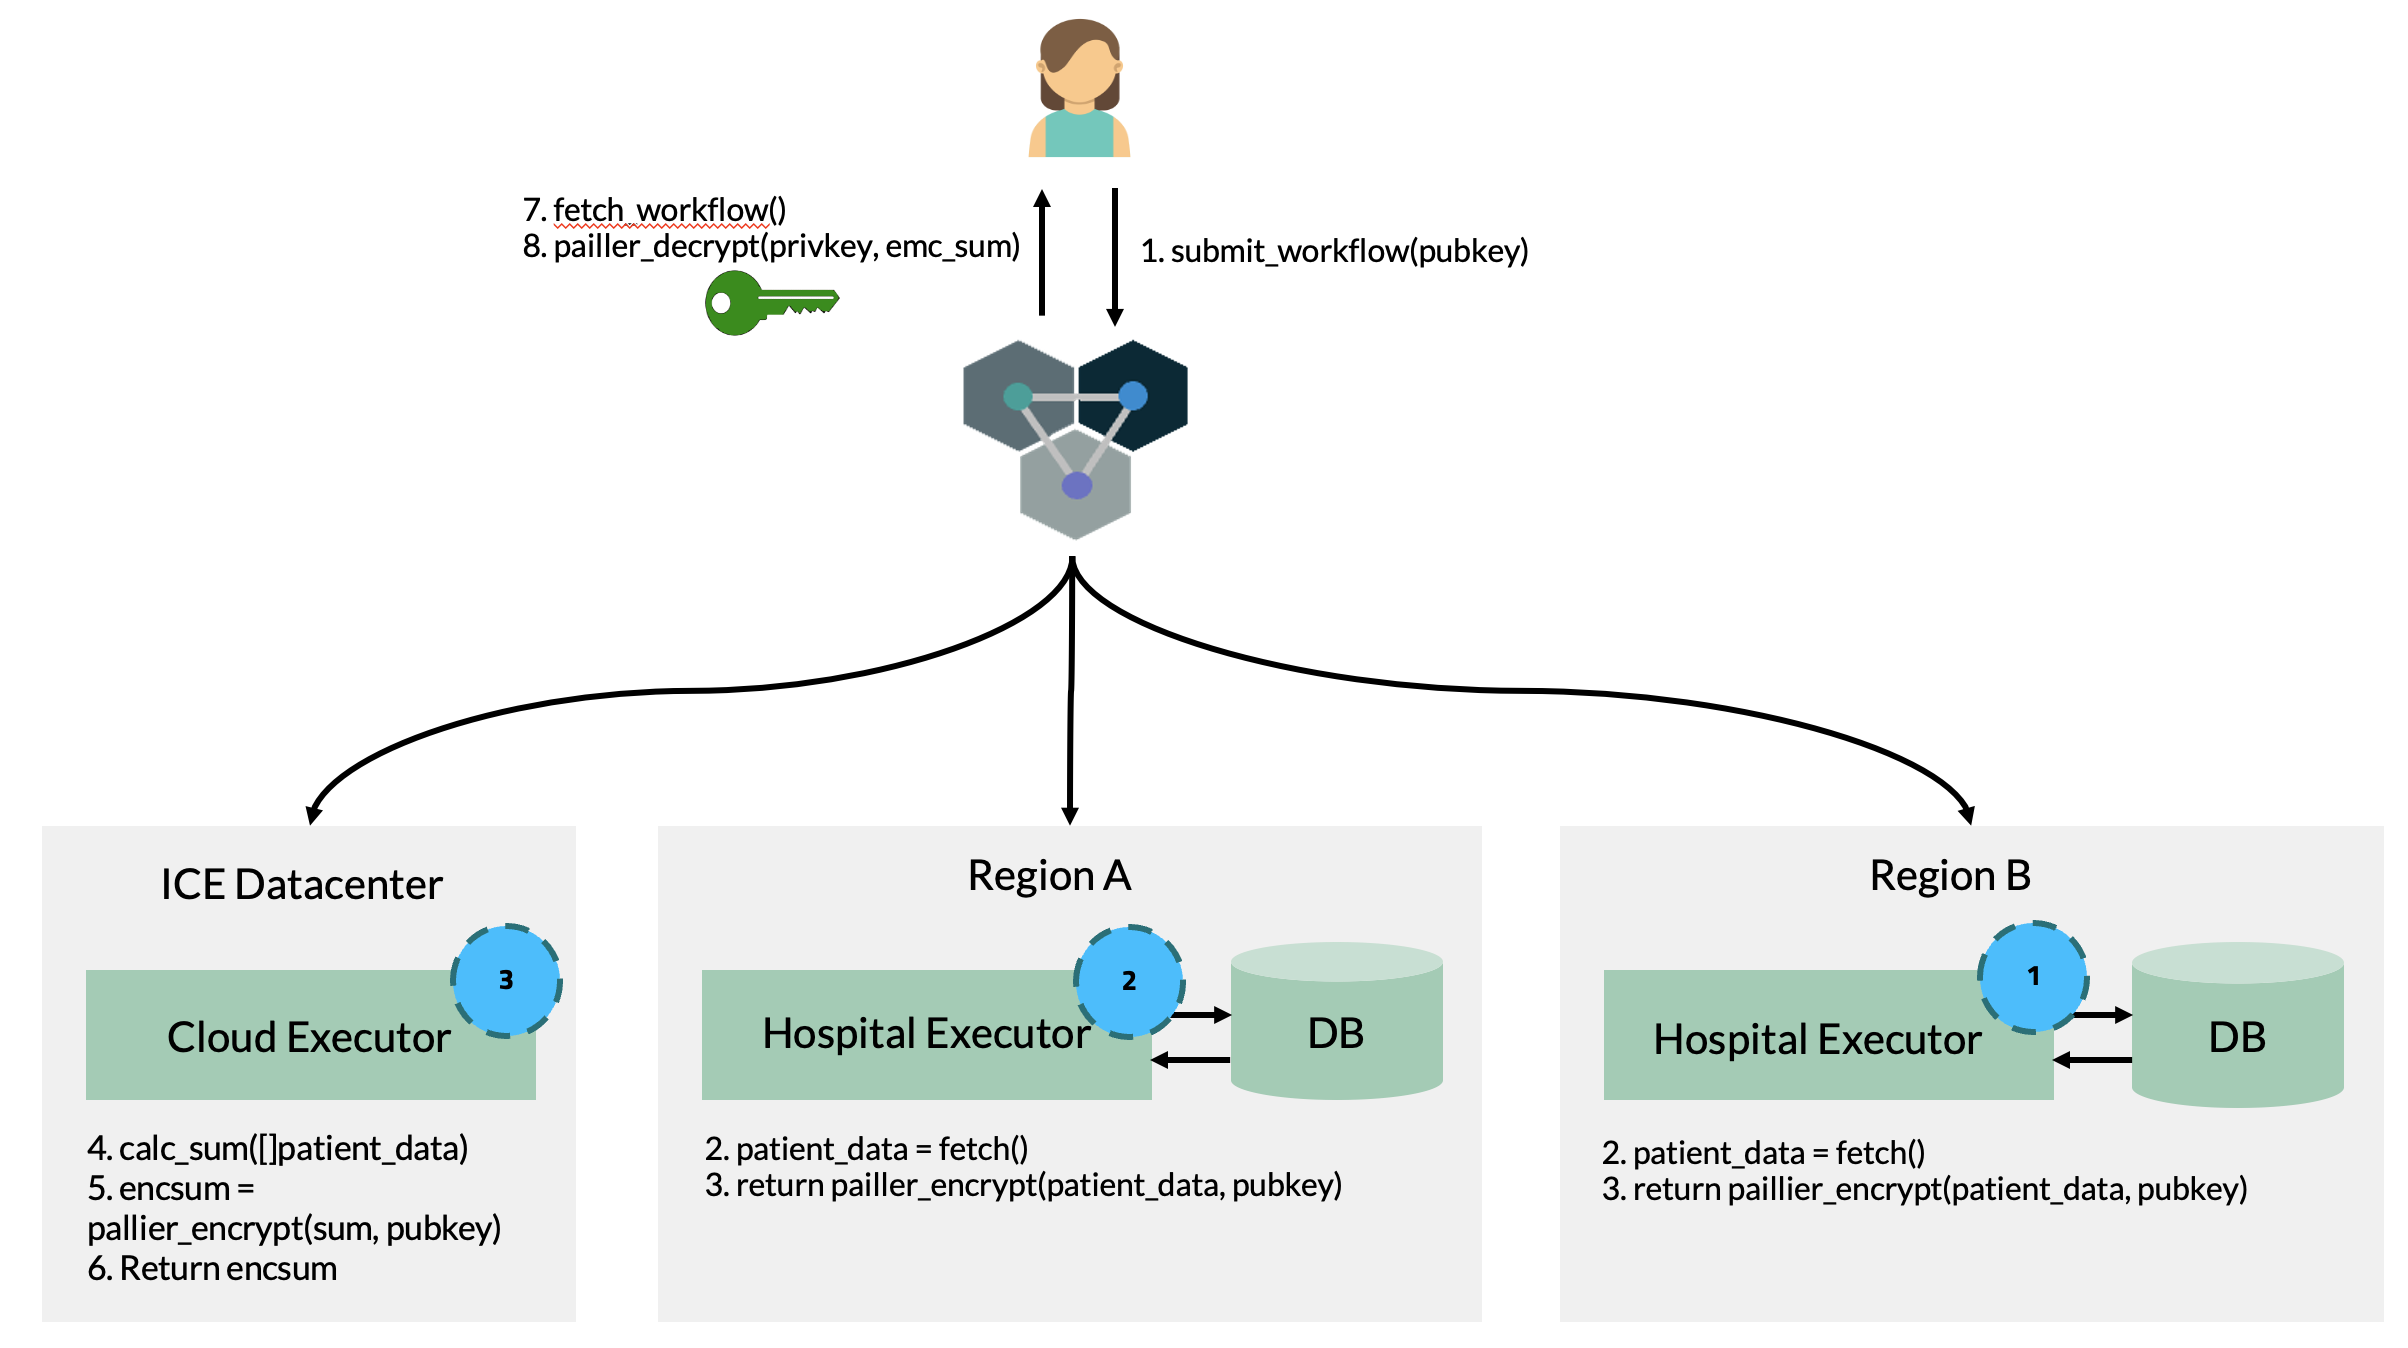 7. fetch_workflow()
8. pailler_decrypt(privkey, emc_sum)
1. submit_workflow(pubkey)
ICE Datacenter
3
Cloud Executor
4. calc_sum([]patient_data)
5. encsum =
pallier_encrypt(sum, pubkey)
6. Return encsum
Region A
2
Hospital Executor
DB
2. patient_data = fetch()
3. return pailler_encrypt(patient_data, pubkey)
Region B
1
Hospital Executor
DB
2. patient_data = fetch()
3. return paillier_encrypt(patient_data, pubkey)